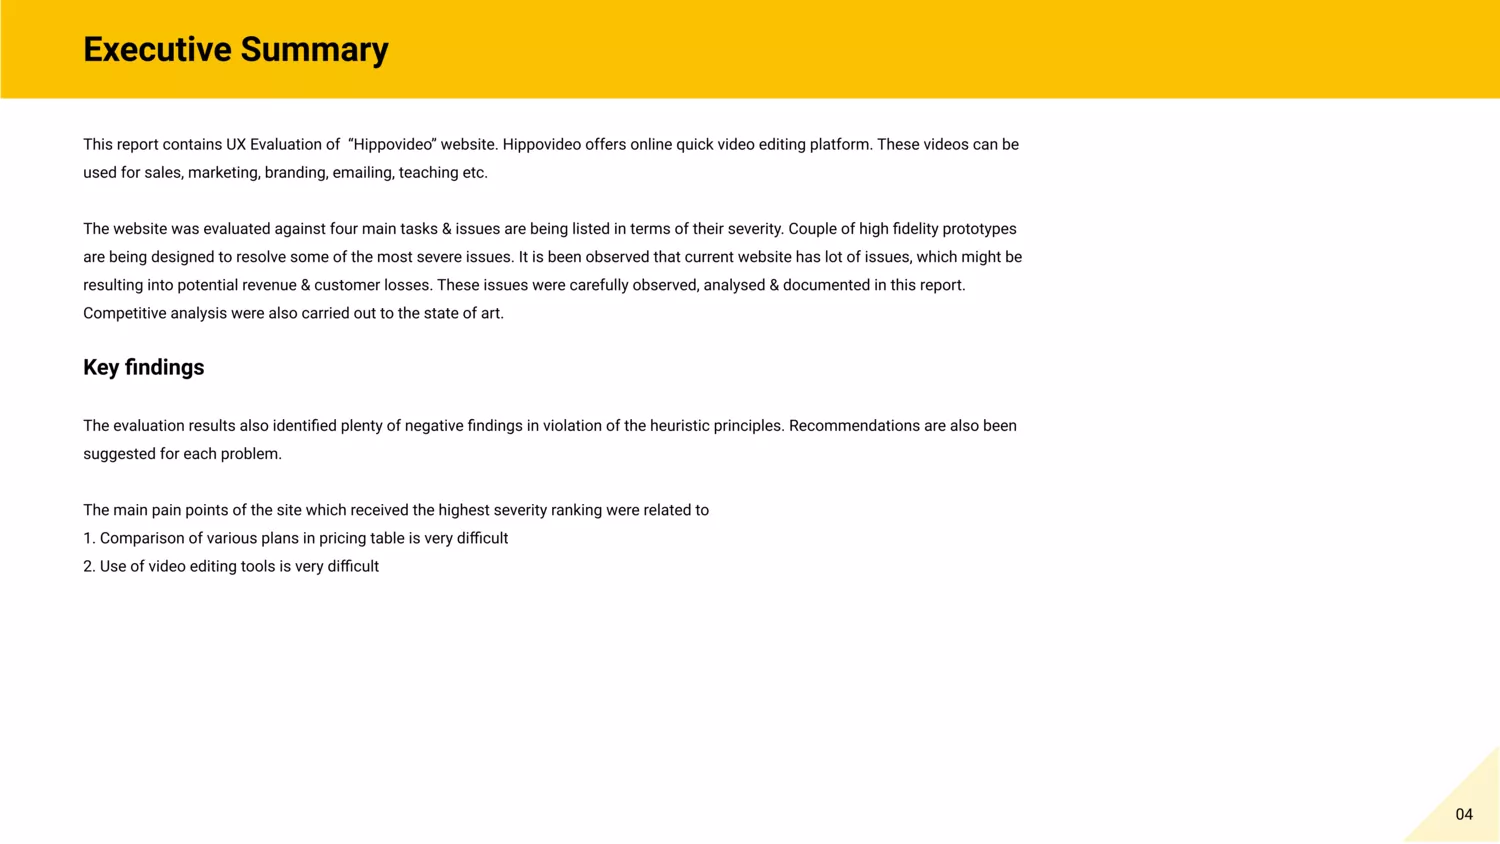 Executive Summary
This report contains UX Evaluation of  “Hippovideo” website. Hippovideo offers online quick video editing platform. These videos can be
used for sales, marketing, branding, emailing, teaching etc.
The website was evaluated against four main tasks & issues are being listed in terms of their severity. Couple of high fidelity prototypes
are being designed to resolve some of the most severe issues. It is been observed that current website has lot of issues, which might be
resulting into potential revenue & customer losses. These issues were carefully observed, analysed & documented in this report.
Competitive analysis were also carried out to the state of art.
Key findings
The evaluation results also identified plenty of negative findings in violation of the heuristic principles. Recommendations are also been
suggested for each problem.
The main pain points of the site which received the highest severity ranking were related to
1. Comparison of various plans in pricing table is very difficult
2. Use of video editing tools is very difficult
04